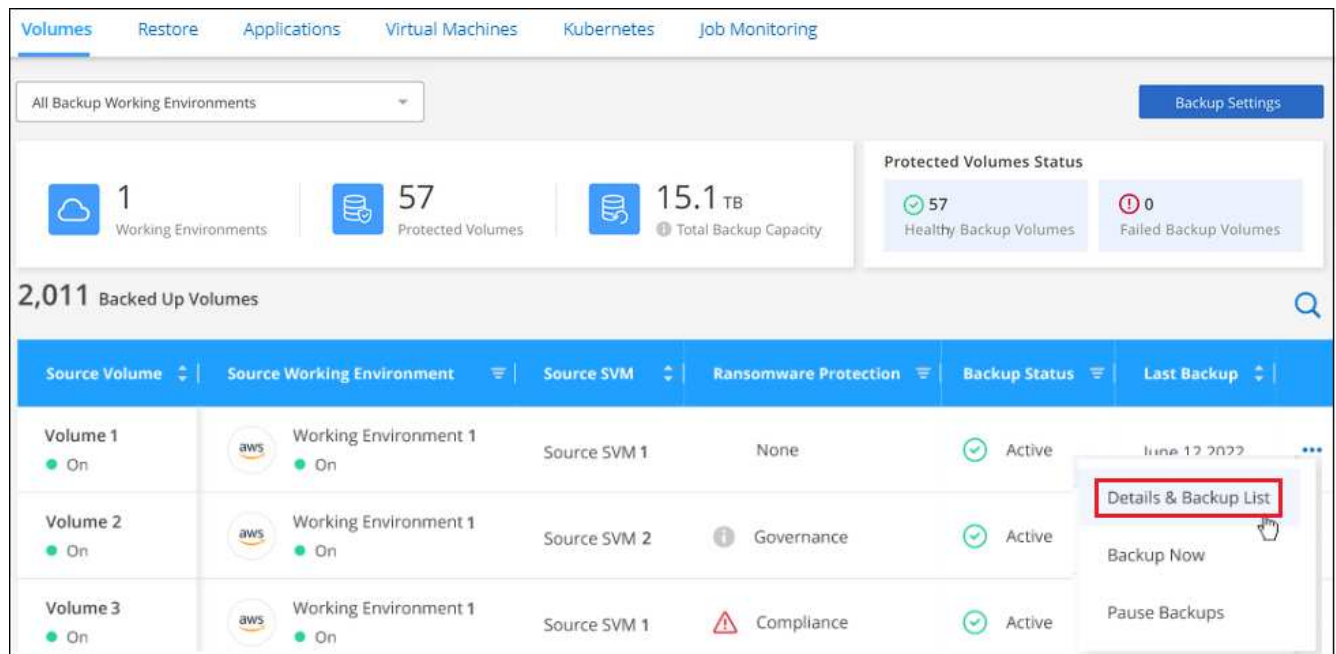 Volumes Restore Applications Virtual Machines Kubernetes Job Monitoring
All Backup Working Environments
Backup Settings
1
Working Environments
57
Protected Volumes
15.1 TB
Total Backup Capacity
Protected Volumes Status
57
Healthy Backup Volumes
0
Failed Backup Volumes
2,011 Backed Up Volumes
Source Volume Source Working Environment Source SVM Ransomware Protection Backup Status Last Backup
Volume 1
On
aws
Working Environment 1
On
Source SVM 1
None
Active
June 12 2022
Details & Backup List
Backup Now
Pause Backups
Volume 2
On
aws
Working Environment 1
On
Source SVM 2
Governance
Active
Volume 3
On
aws
Working Environment 1
On
Source SVM 1
Compliance
Active